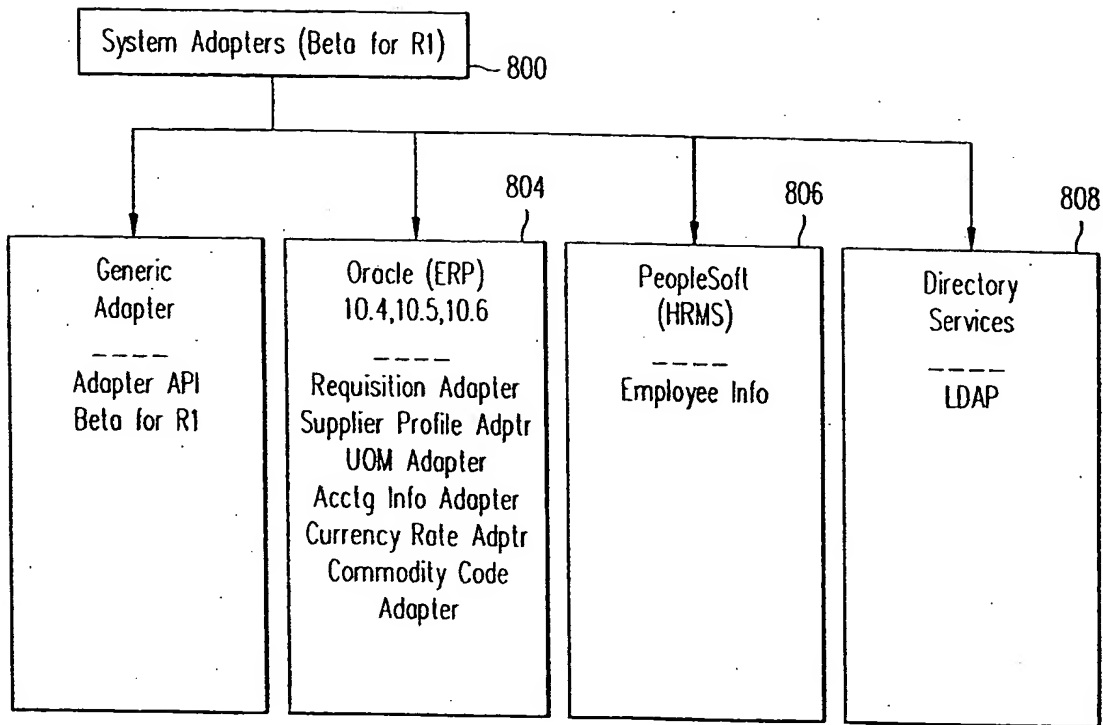 System Adapters (Beta for R1)
800
804
806
808
Generic
Adapter
Adapter API
Beta for R1
Oracle (ERP)
10.4,10.5,10.6
Requisition Adapter
Supplier Profile Adptr
UOM Adapter
Acctg Info Adapter
Currency Rate Adptr
Commodity Code
Adapter
PeopleSoft
(HRMS)
Employee Info
Directory
Services
LDAP